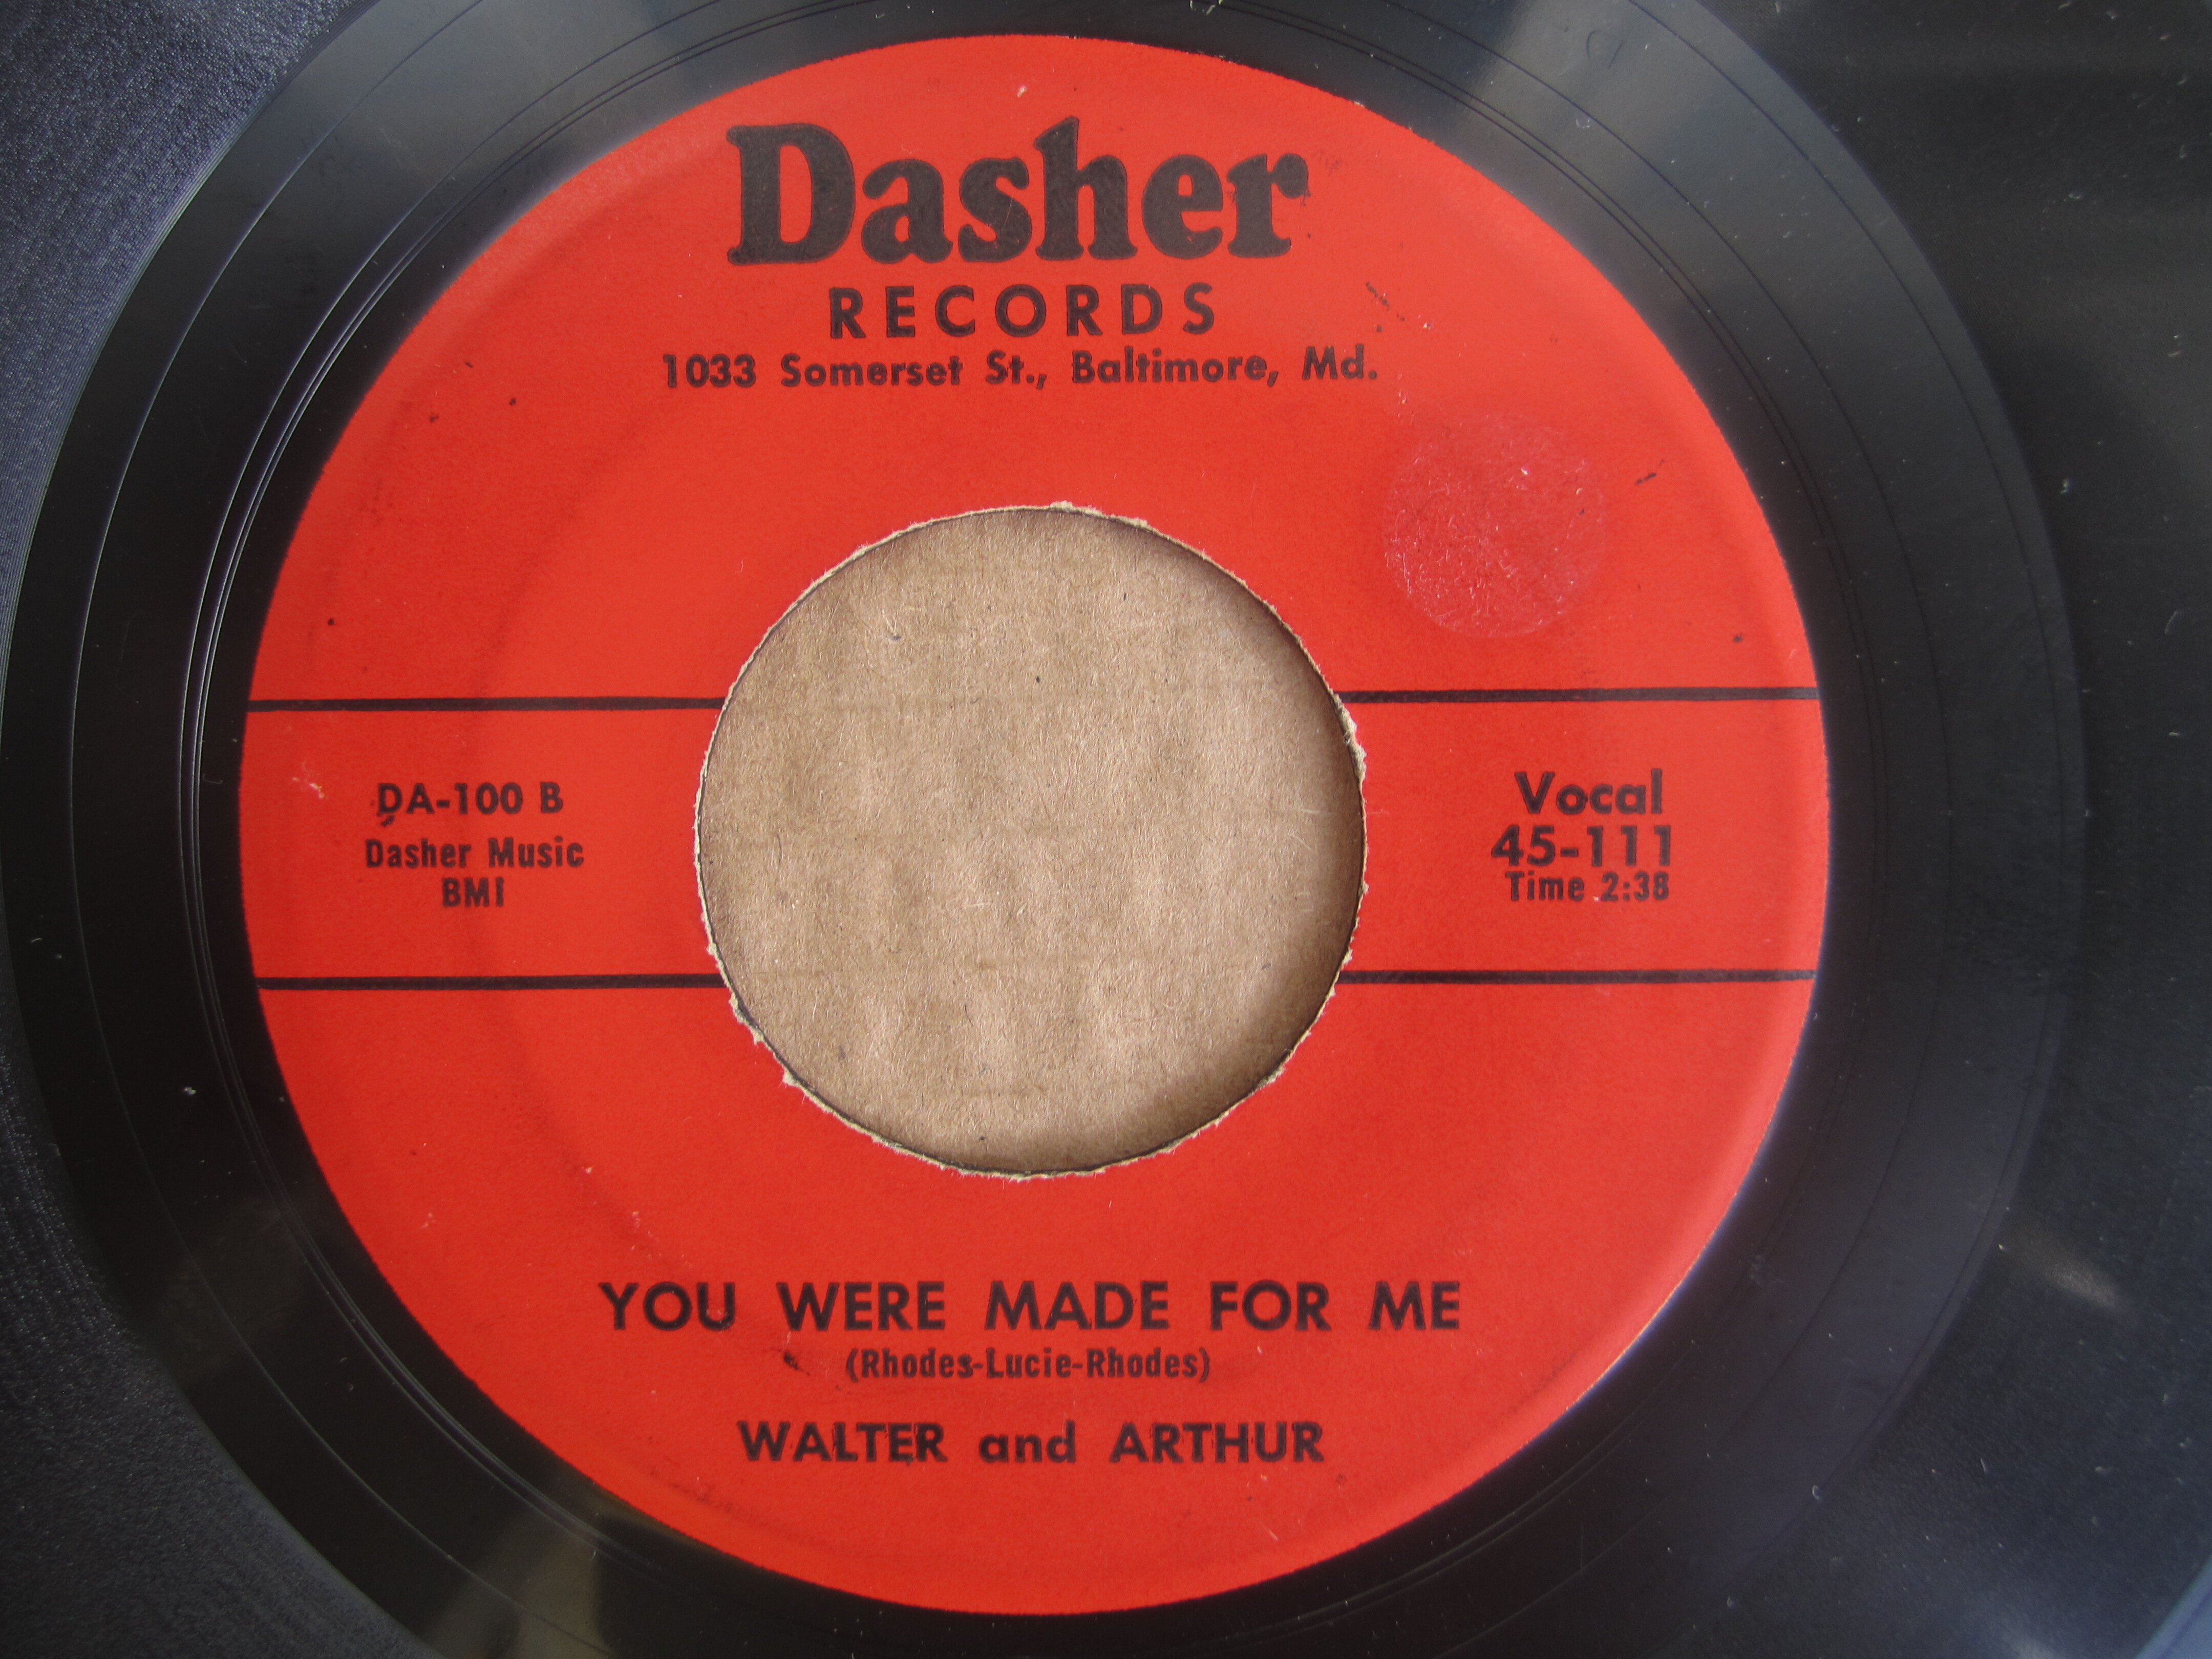 Dasher
RECORDS
1033 Somerset St., Baltimore, Md.
DA-100 B
Dasher Music
BMI
Vocal
45-111
Time 2:38
YOU WERE MADE FOR ME
(Rhodes-Lucie-Rhodes)
WALTER and ARTHUR